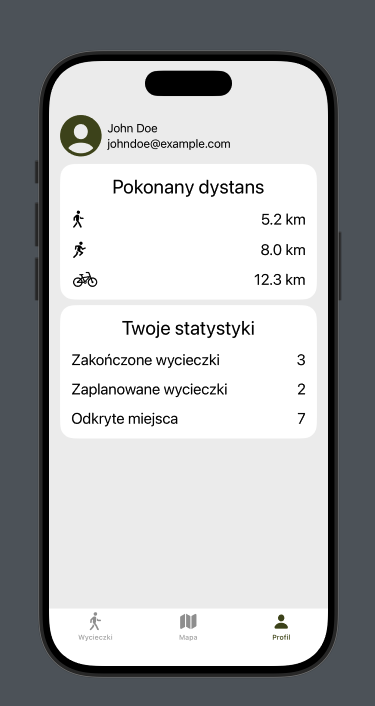 John Doe
johndoe@example.com
Pokonany dystans
5.2 km
8.0 km
12.3 km
Twoje statystyki
Zakończone wycieczki 3
Zaplanowane wycieczki 2
Odkryte miejsca 7
Wycieczki Mapa Profil